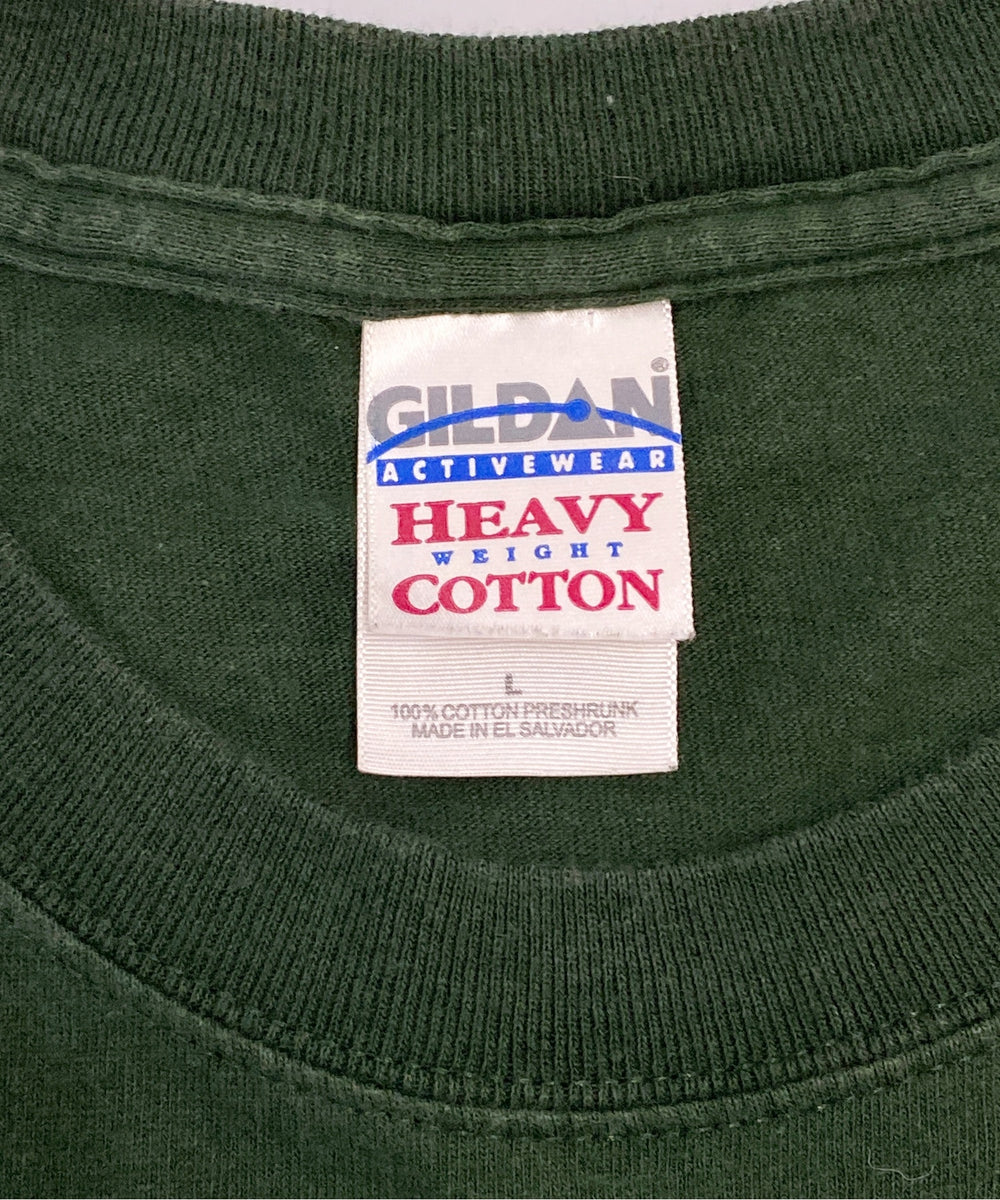 GILDAN®
ACTIVEWEAR
HEAVY
WEIGHT
COTTON
L
100% COTTON PRESHRUNK
MADE IN EL SALVADOR